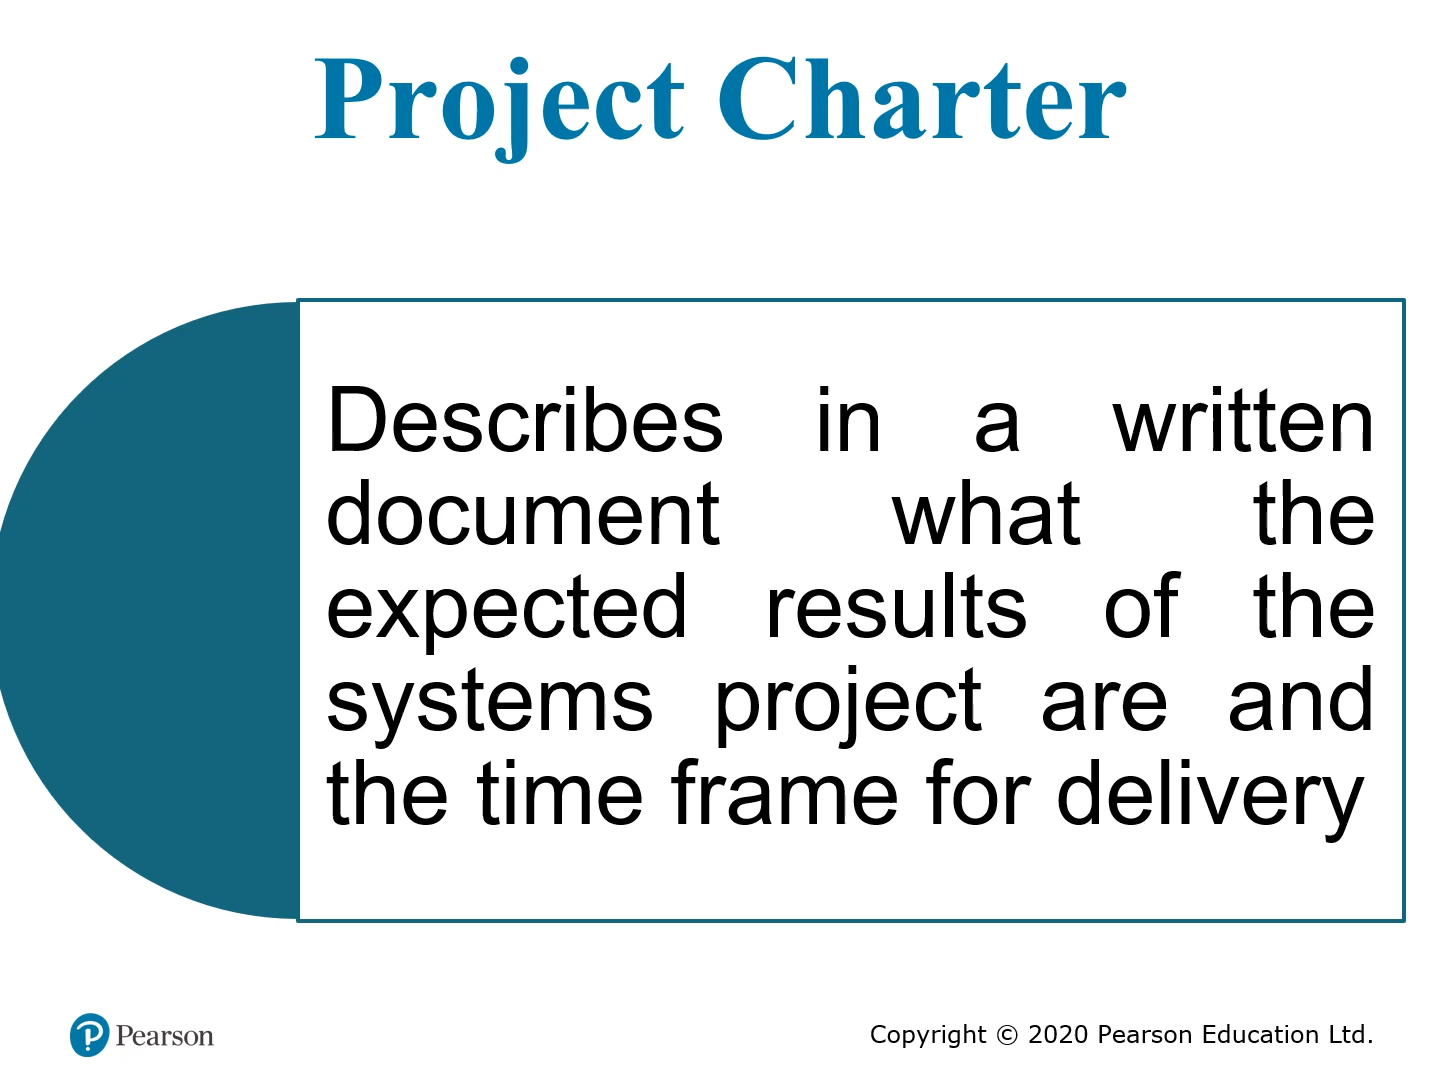 Project Charter
Describes in a written
document what the
expected results of the
systems project are and
the time frame for delivery
Pearson
Copyright © 2020 Pearson Education Ltd.